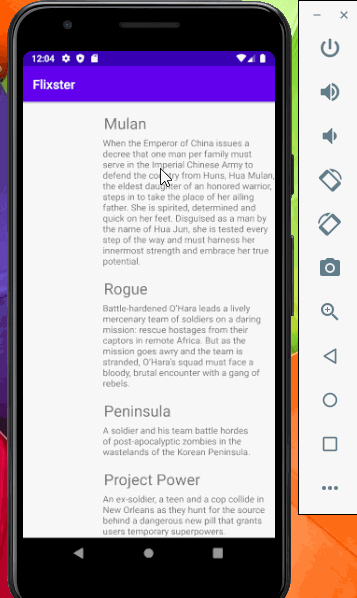 12:04
Flixster
Mulan
When the Emperor of China issues a
decree that one man per family must
serve in the Imperial Chinese Army to
defend the country from Huns, Hua Mulan,
the eldest daughter of an honored warrior,
steps in to take the place of her ailing
father. She is spirited, determined and
quick on her feet. Disguised as a man by
the name of Hua Jun, she is tested every
step of the way and must harness her
innermost strength and embrace her true
potential.
Rogue
Battle-hardened O'Hara leads a lively
mercenary team of soldiers on a daring
mission: rescue hostages from their
captors in remote Africa. But as the
mission goes awry and the team is
stranded, O'Hara's squad must face a
bloody, brutal encounter with a gang of
rebels.
Peninsula
A soldier and his team battle hordes
of post-apocalyptic zombies in the
wastelands of the Korean Peninsula.
Project Power
An ex-soldier, a teen and a cop collide in
New Orleans as they hunt for the source
behind a dangerous new pill that grants
users temporary superpowers.